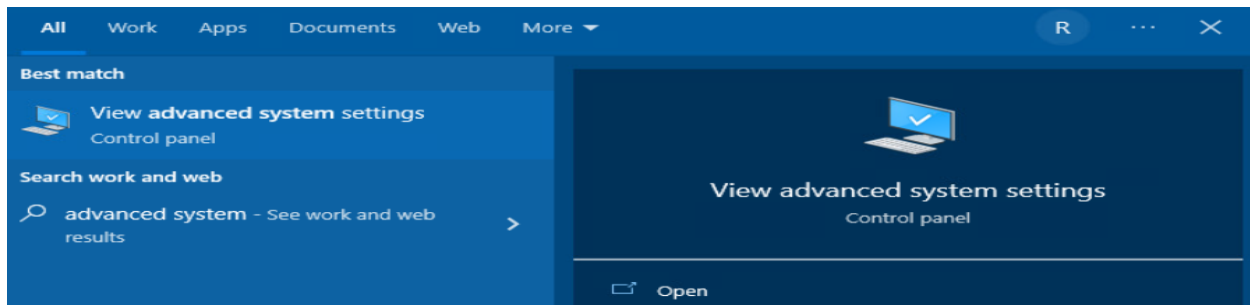 All Work Apps Documents Web More R ...
Best match
View advanced system settings
Control panel
Search work and web
advanced system - See work and web
results
View advanced system settings
Control panel
Open